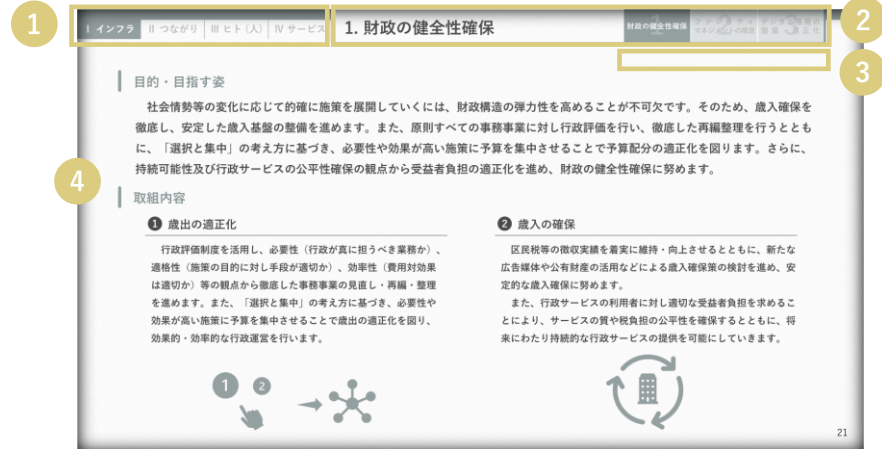 1
Ⅰ インフラ
Ⅱ つながり
Ⅲ ヒト(人)
Ⅳ サービス
1. 財政の健全性確保
1
財政の健全性確保
2
ファシリティ
マネジメントの推進
3
デジタル基盤の
整備・適正化
2
3
目的・目指す姿
社会情勢等の変化に応じて的確に施策を展開していくには、財政構造の弾力性を高めることが不可欠です。そのため、歳入確保を
徹底し、安定した歳入基盤の整備を進めます。また、原則すべての事務事業に対し行政評価を行い、徹底した再編整理を行うととも
に、「選択と集中」の考え方に基づき、必要性や効果が高い施策に予算を集中させることで予算配分の適正化を図ります。さらに、
持続可能性及び行政サービスの公平性確保の観点から受益者負担の適正化を進め、財政の健全性確保に努めます。
4
取組内容
1 歳出の適正化
行政評価制度を活用し、必要性（行政が真に担うべき業務か）、
適格性（施策の目的に対し手段が適切か）、効率性（費用対効果
は適切か）等の観点から徹底した事務事業の見直し・再編・整理
を進めます。また、「選択と集中」の考え方に基づき、必要性や
効果が高い施策に予算を集中させることで歳出の適正化を図り、
効果的・効率的な行政運営を行います。
1 2
2 歳入の確保
区民税等の徴収実績を着実に維持・向上させるとともに、新たな
広告媒体や公有財産の活用などによる歳入確保策の検討を進め、安
定的な歳入確保に努めます。
また、行政サービスの利用者に対し適切な受益者負担を求めるこ
とにより、サービスの質や税負担の公平性を確保するとともに、将
来にわたり持続的な行政サービスの提供を可能にしていきます。
21